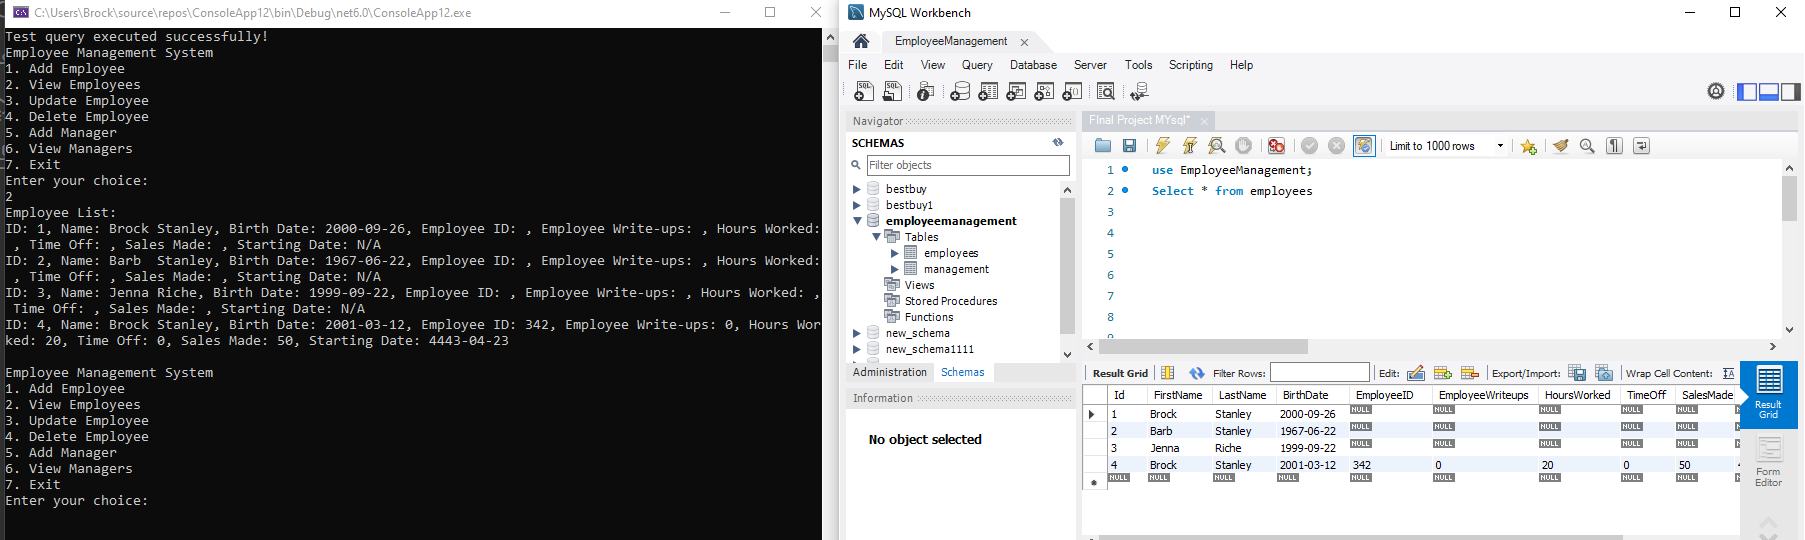 C:\Users\Brock\source\repos\ConsoleApp12\bin\Debug\net6.0\ConsoleApp12.exe
Test query executed successfully!
Employee Management System
1. Add Employee
2. View Employees
3. Update Employee
4. Delete Employee
5. Add Manager
6. View Managers
7. Exit
Enter your choice:
2
Employee List:
ID: 1, Name: Brock Stanley, Birth Date: 2000-09-26, Employee ID: , Employee Write-ups: , Hours Worked:
 , Time Off: , Sales Made: , Starting Date: N/A
ID: 2, Name: Barb  Stanley, Birth Date: 1967-06-22, Employee ID: , Employee Write-ups: , Hours Worked:
 , Time Off: , Sales Made: , Starting Date: N/A
ID: 3, Name: Jenna Riche, Birth Date: 1999-09-22, Employee ID: , Employee Write-ups: , Hours Worked: ,
 Time Off: , Sales Made: , Starting Date: N/A
ID: 4, Name: Brock Stanley, Birth Date: 2001-03-12, Employee ID: 342, Employee Write-ups: 0, Hours Wor
ked: 20, Time Off: 0, Sales Made: 50, Starting Date: 4443-04-23
Employee Management System
1. Add Employee
2. View Employees
3. Update Employee
4. Delete Employee
5. Add Manager
6. View Managers
7. Exit
Enter your choice:
MySQL Workbench
EmployeeManagement
File Edit View Query Database Server Tools Scripting Help
Navigator
SCHEMAS
Filter objects
bestbuy
bestbuy1
employeemanagement
Tables
employees
management
Views
Stored Procedures
Functions
new_schema
new_schema1111
Administration Schemas
Information
No object selected
FInal Project MYsql*
Limit to 1000 rows
1 use EmployeeManagement;
2 Select * from employees
3
4
5
6
7
8
Result Grid Filter Rows: Edit: Export/Import: Wrap Cell Content:
Id FirstName LastName BirthDate EmployeeID EmployeeWriteups HoursWorked TimeOff SalesMade
1 Brock Stanley 2000-09-26 NULL NULL NULL NULL NULL
2 Barb Stanley 1967-06-22 NULL NULL NULL NULL NULL
3 Jenna Riche 1999-09-22 NULL NULL NULL NULL NULL
4 Brock Stanley 2001-03-12 342 0 20 0 50
NULL NULL NULL NULL NULL NULL NULL NULL NULL
Result
Grid
Form
Editor